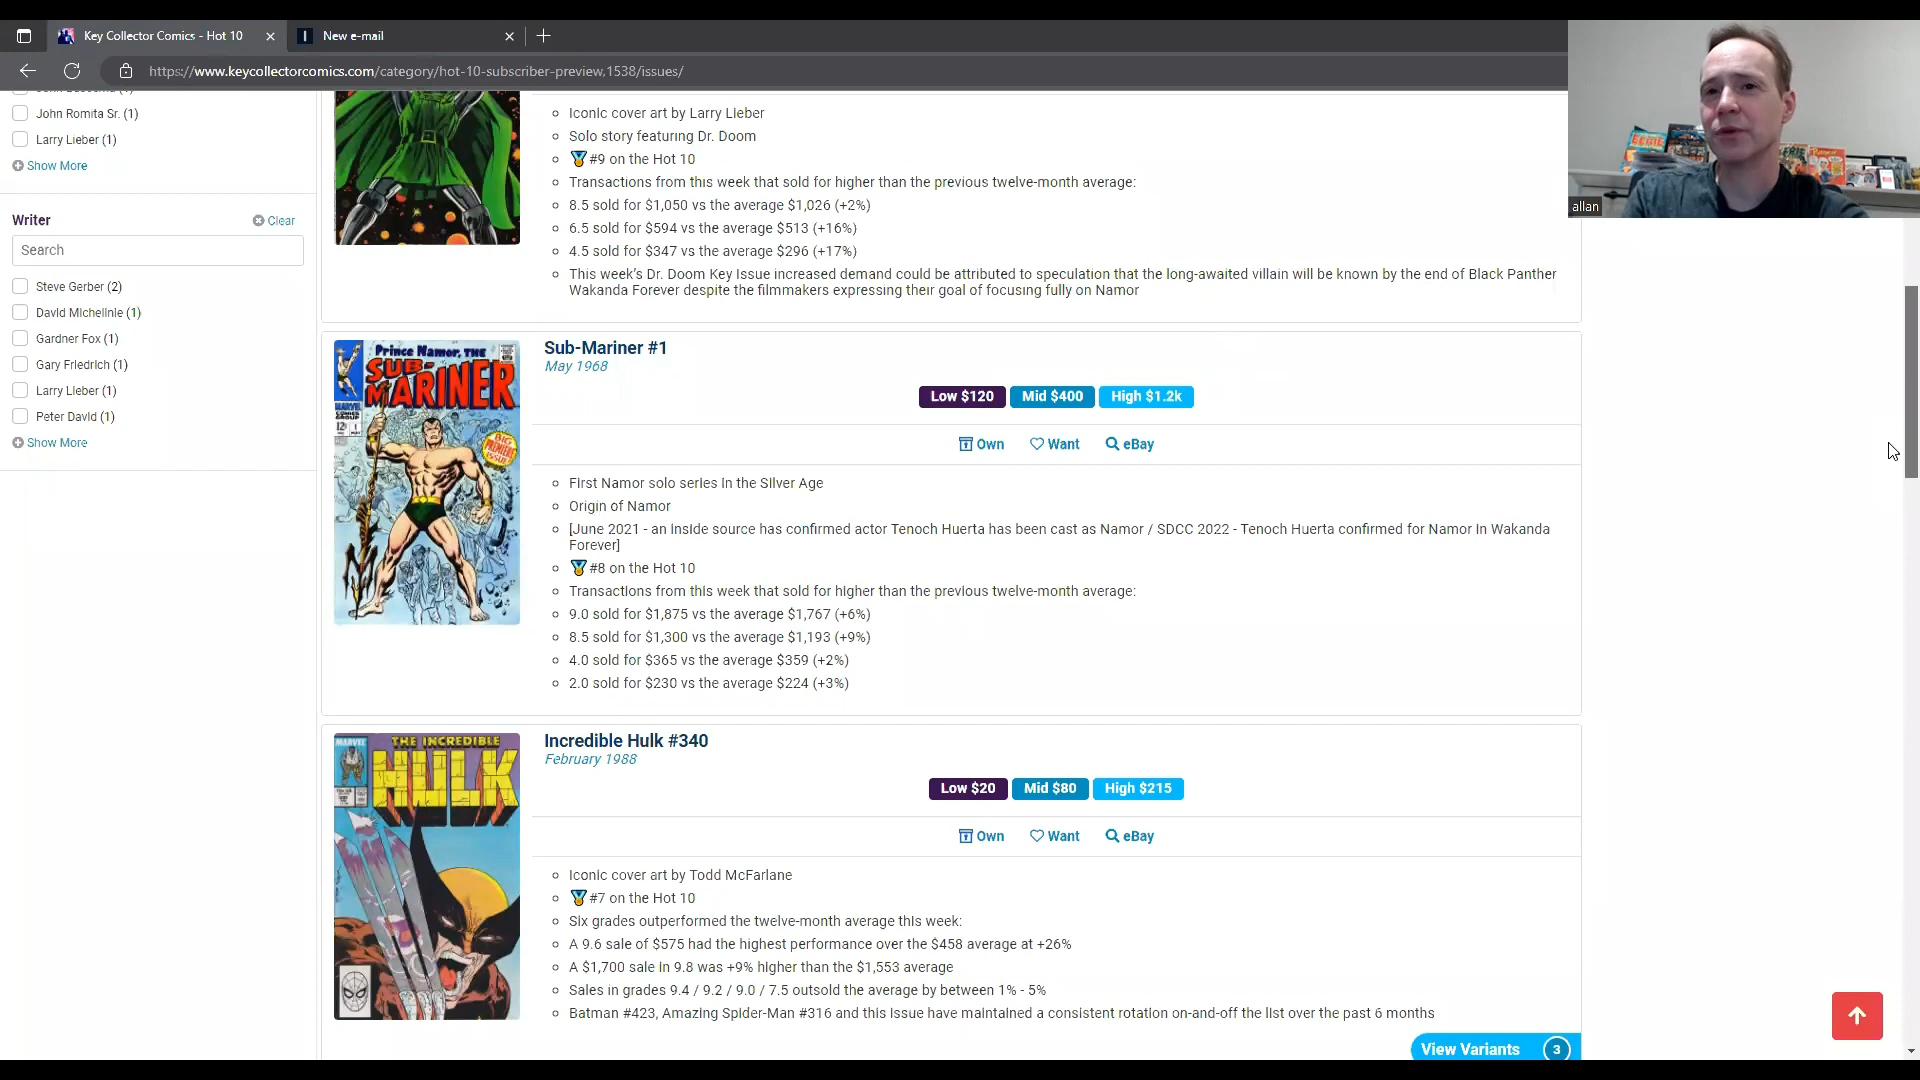 Key Collector Comics - Hot 10
New e-mail
https://www.keycollectorcomics.com/category/hot-10-subscriber-preview,1538/issues/
allan
John Romita Sr. (1)
Larry Lieber (1)
Show More
Writer
Clear
Search
Steve Gerber (2)
David Michelinie (1)
Gardner Fox (1)
Gary Friedrich (1)
Larry Lieber (1)
Peter David (1)
Show More
Iconic cover art by Larry Lieber
Solo story featuring Dr. Doom
#9 on the Hot 10
Transactions from this week that sold for higher than the previous twelve-month average:
8.5 sold for $1,050 vs the average $1,026 (+2%)
6.5 sold for $594 vs the average $513 (+16%)
4.5 sold for $347 vs the average $296 (+17%)
This week's Dr. Doom Key Issue increased demand could be attributed to speculation that the long-awaited villain will be known by the end of Black Panther
Wakanda Forever despite the filmmakers expressing their goal of focusing fully on Namor
Prince Namor, THE
SUB-MARINER
BIG PREMIERE ISSUE!
Sub-Mariner #1
May 1968
Low $120
Mid $400
High $1.2k
Own
Want
eBay
First Namor solo series in the Silver Age
Origin of Namor
[June 2021 - an inside source has confirmed actor Tenoch Huerta has been cast as Namor / SDCC 2022 - Tenoch Huerta confirmed for Namor in Wakanda
Forever]
#8 on the Hot 10
Transactions from this week that sold for higher than the previous twelve-month average:
9.0 sold for $1,875 vs the average $1,767 (+6%)
8.5 sold for $1,300 vs the average $1,193 (+9%)
4.0 sold for $365 vs the average $359 (+2%)
2.0 sold for $230 vs the average $224 (+3%)
MARVEL
THE INCREDIBLE
HULK
Incredible Hulk #340
February 1988
Low $20
Mid $80
High $215
Own
Want
eBay
Iconic cover art by Todd McFarlane
#7 on the Hot 10
Six grades outperformed the twelve-month average this week:
A 9.6 sale of $575 had the highest performance over the $458 average at +26%
A $1,700 sale in 9.8 was +9% higher than the $1,553 average
Sales in grades 9.4 / 9.2 / 9.0 / 7.5 outsold the average by between 1% - 5%
Batman #423, Amazing Spider-Man #316 and this issue have maintained a consistent rotation on-and-off the list over the past 6 months
View Variants 3